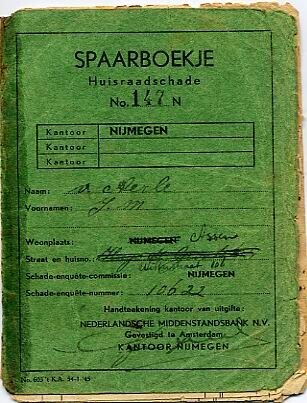 SPAARBOEKJE
Huisraadschade
No. 147 N
Kantoor NIJMEGEN
Kantoor
Kantoor
Naam:
Voornamen: J. M
Woonplaats: NIJMEGEN Assen
Straat en huisno.:
Schade-enquête-commissie: NIJMEGEN
Schade-enquête-nummer: 10622
Handteekening kantoor van uitgifte:
NEDERLANDSCHE MIDDENSTANDSBANK N.V.
Gevestigd te Amsterdam
KANTOOR NIJMEGEN